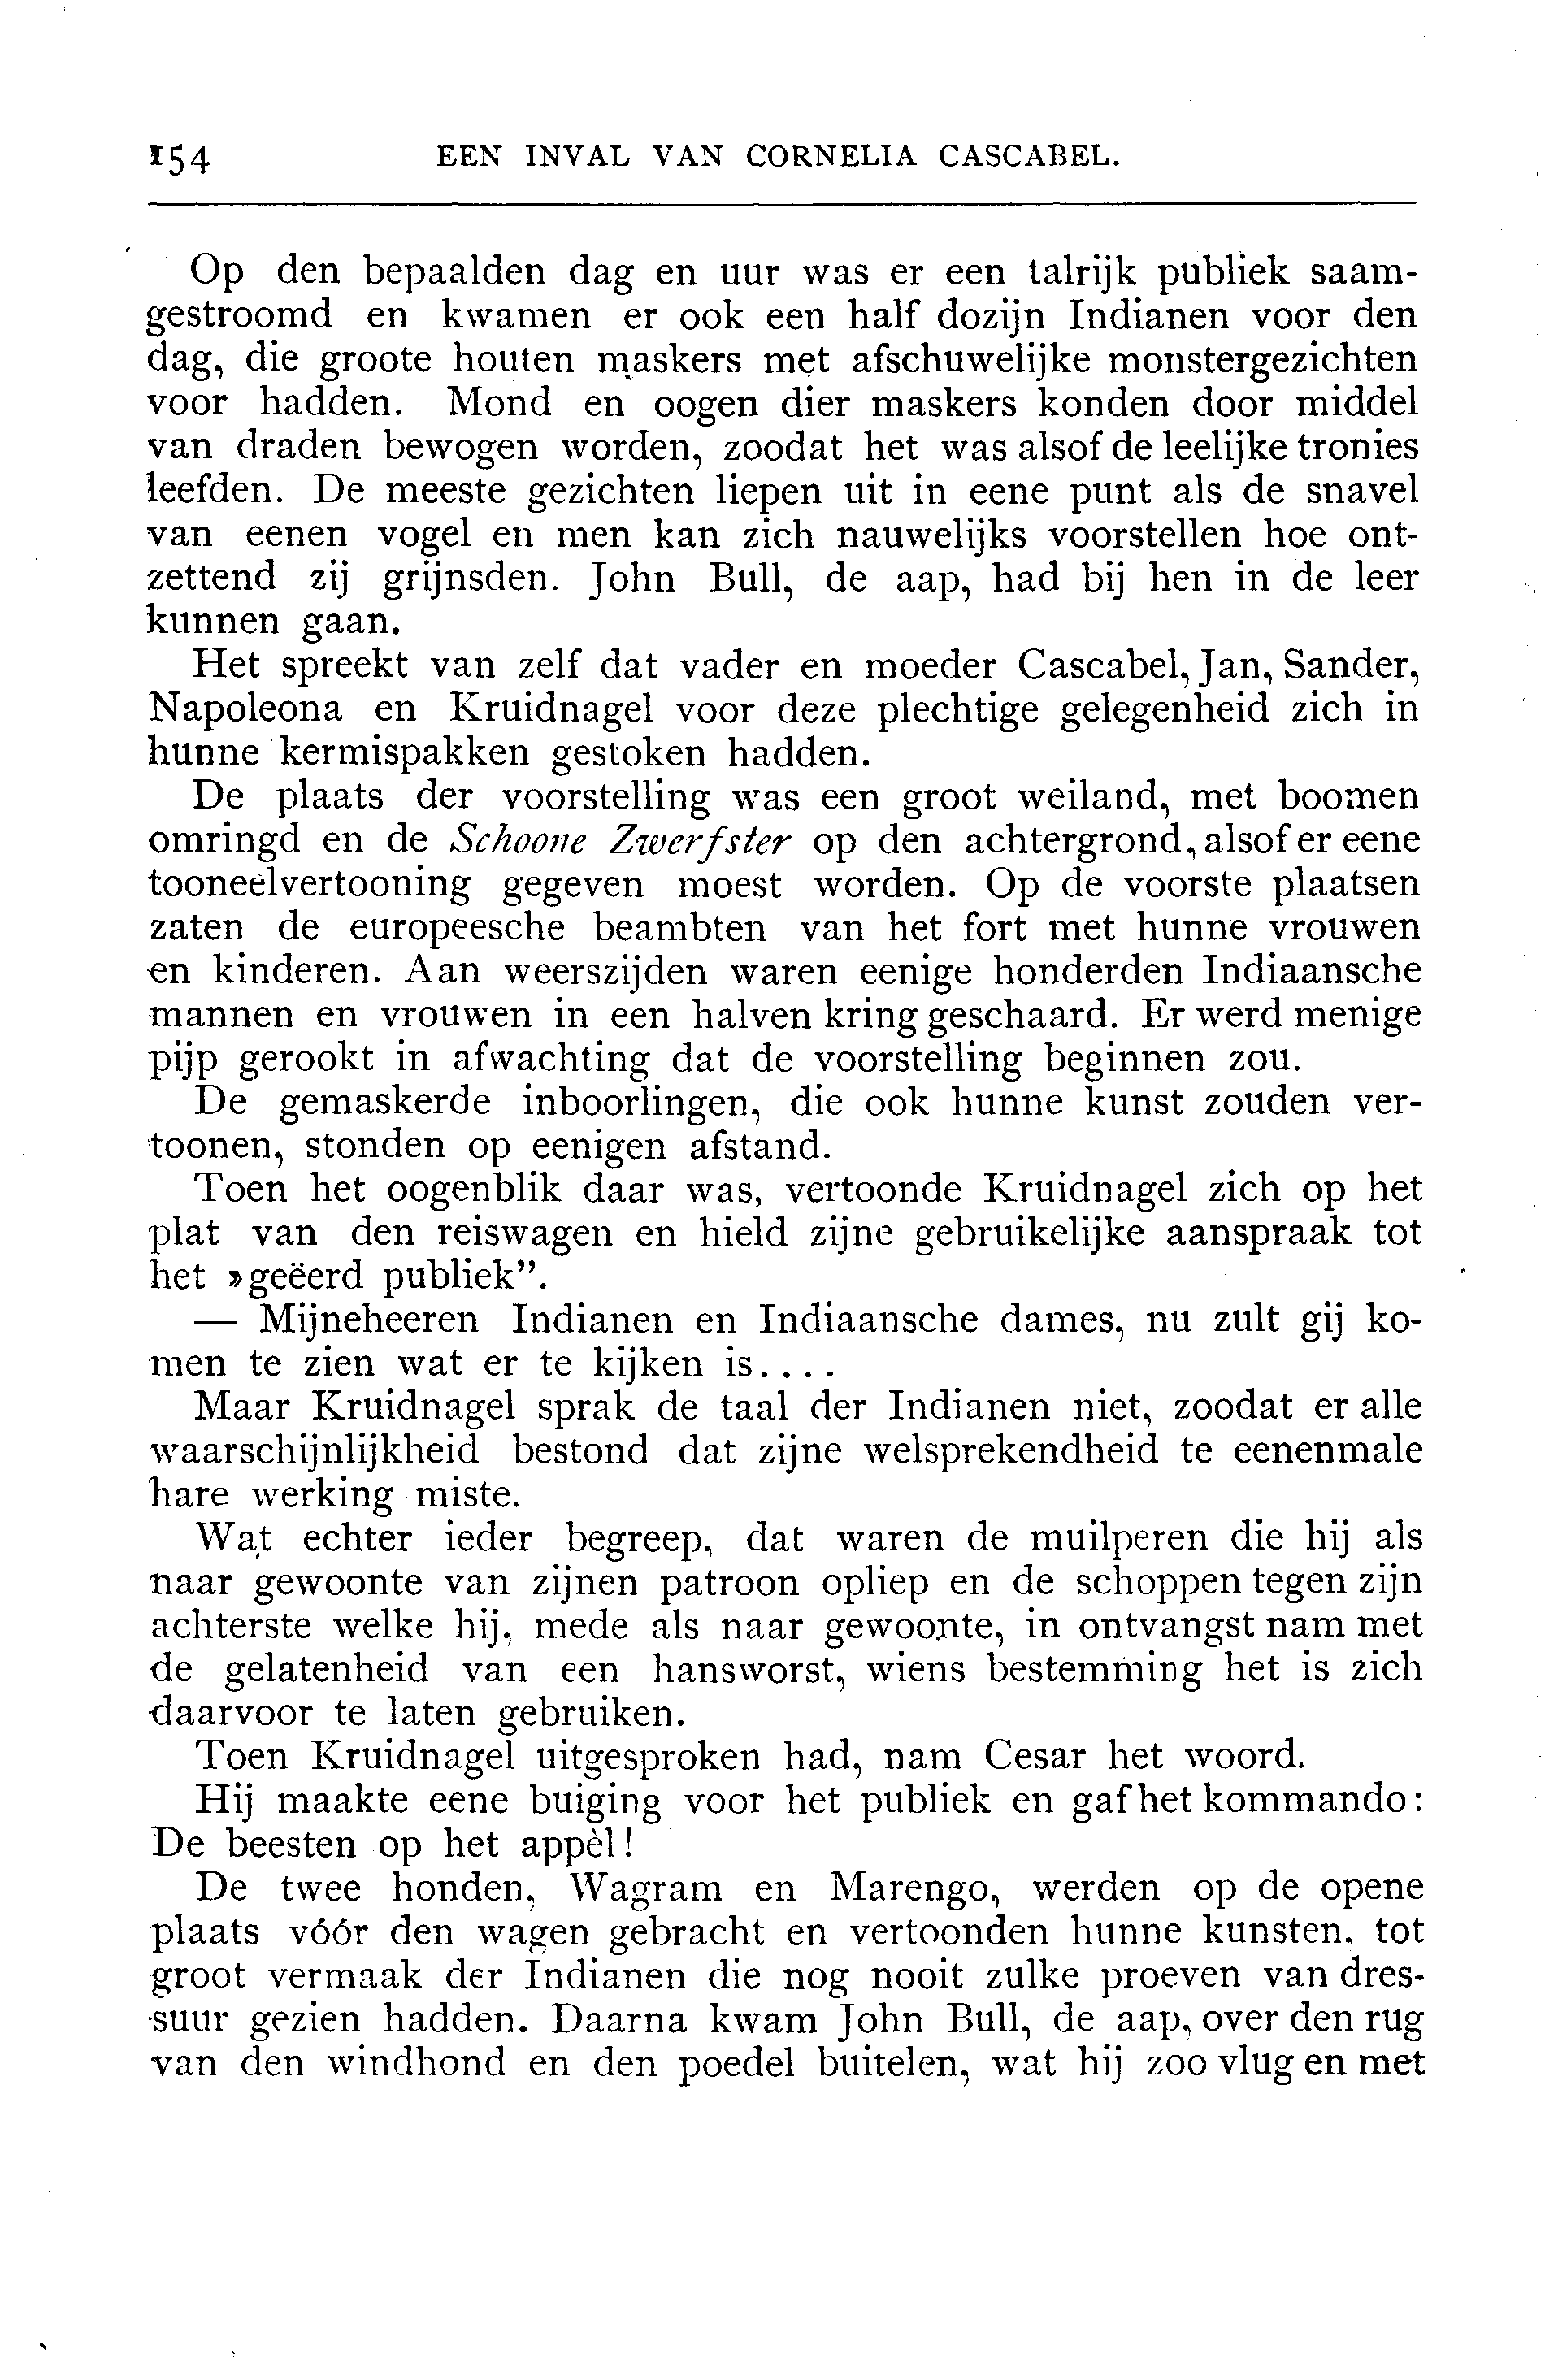 154 EEN INVAL VAN CORNELIA CASCABEL.
Op den bepaalden dag en uur was er een talrijk publiek saam-
gestroomd en kwamen er ook een half dozijn Indianen voor den
dag, die groote houten maskers met afschuwelijke monstergezichten
voor hadden. Mond en oogen dier maskers konden door middel
van draden bewogen worden, zoodat het was alsof de leelijke tronies
leefden. De meeste gezichten liepen uit in eene punt als de snavel
van eenen vogel en men kan zich nauwelijks voorstellen hoe ont-
zettend zij grijnsden. John Bull, de aap, had bij hen in de leer
kunnen gaan.
Het spreekt van zelf dat vader en moeder Cascabel, Jan, Sander,
Napoleona en Kruidnagel voor deze plechtige gelegenheid zich in
hunne kermispakken gestoken hadden.
De plaats der voorstelling was een groot weiland, met boomen
omringd en de Schoone Zwerfster op den achtergrond, alsof er eene
tooneelvertooning gegeven moest worden. Op de voorste plaatsen
zaten de europeesche beambten van het fort met hunne vrouwen
en kinderen. Aan weerszijden waren eenige honderden Indiaansche
mannen en vrouwen in een halven kring geschaard. Er werd menige
pijp gerookt in afwachting dat de voorstelling beginnen zou.
De gemaskerde inboorlingen, die ook hunne kunst zouden ver-
toonen, stonden op eenigen afstand.
Toen het oogenblik daar was, vertoonde Kruidnagel zich op het
plat van den reiswagen en hield zijne gebruikelijke aanspraak tot
het »geëerd publiek”.
— Mijneheeren Indianen en Indiaansche dames, nu zult gij ko-
men te zien wat er te kijken is....
Maar Kruidnagel sprak de taal der Indianen niet, zoodat er alle
waarschijnlijkheid bestond dat zijne welsprekendheid te eenenmale
hare werking miste.
Wat echter ieder begreep, dat waren de muilperen die hij als
naar gewoonte van zijnen patroon opliep en de schoppen tegen zijn
achterste welke hij, mede als naar gewoonte, in ontvangst nam met
de gelatenheid van een hansworst, wiens bestemming het is zich
daarvoor te laten gebruiken.
Toen Kruidnagel uitgesproken had, nam Cesar het woord.
Hij maakte eene buiging voor het publiek en gaf het kommando:
De beesten op het appèl!
De twee honden, Wagram en Marengo, werden op de opene
plaats vóór den wagen gebracht en vertoonden hunne kunsten, tot
groot vermaak der Indianen die nog nooit zulke proeven van dres-
suur gezien hadden. Daarna kwam John Bull, de aap, over den rug
van den windhond en den poedel buitelen, wat hij zoo vlug en met